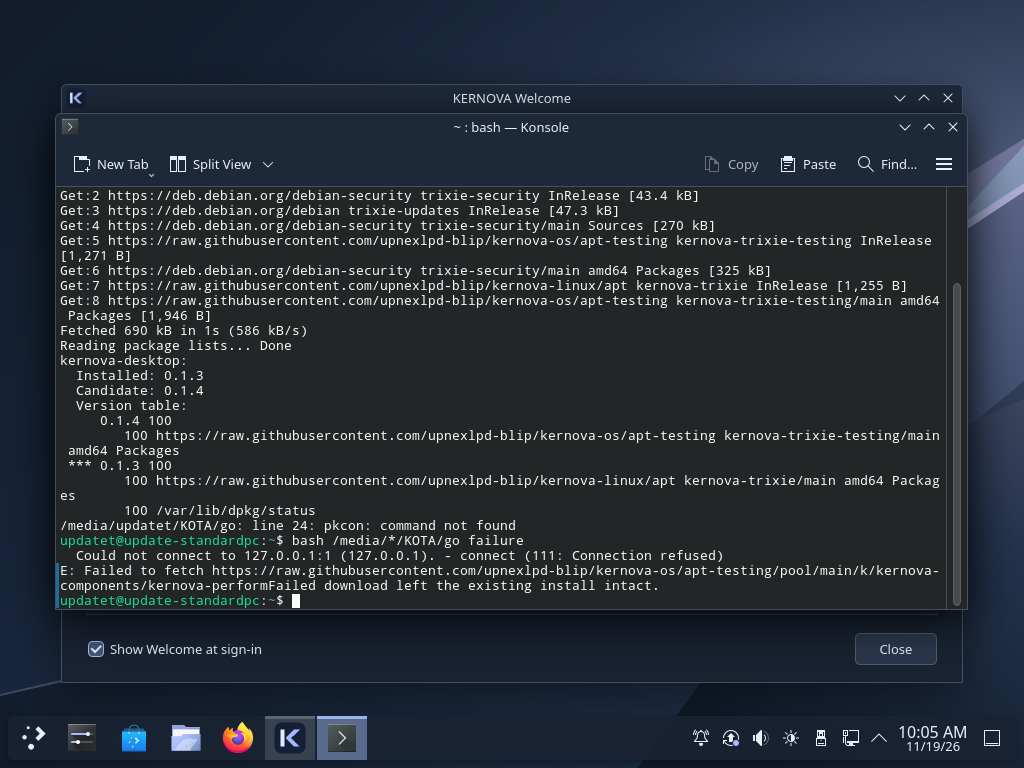 KERNOVA Welcome
~ : bash — Konsole
New Tab
Split View
Copy
Paste
Find...
Get:2 https://deb.debian.org/debian-security trixie-security InRelease [43.4 kB]
Get:3 https://deb.debian.org/debian trixie-updates InRelease [47.3 kB]
Get:4 https://deb.debian.org/debian-security trixie-security/main Sources [270 kB]
Get:5 https://raw.githubusercontent.com/upnexlpd-blip/kernova-os/apt-testing kernova-trixie-testing InRelease
[1,271 B]
Get:6 https://deb.debian.org/debian-security trixie-security/main amd64 Packages [325 kB]
Get:7 https://raw.githubusercontent.com/upnexlpd-blip/kernova-linux/apt kernova-trixie InRelease [1,255 B]
Get:8 https://raw.githubusercontent.com/upnexlpd-blip/kernova-os/apt-testing kernova-trixie-testing/main amd64
 Packages [1,946 B]
Fetched 690 kB in 1s (586 kB/s)
Reading package lists... Done
kernova-desktop:
  Installed: 0.1.3
  Candidate: 0.1.4
  Version table:
     0.1.4 100
        100 https://raw.githubusercontent.com/upnexlpd-blip/kernova-os/apt-testing kernova-trixie-testing/main
 amd64 Packages
 *** 0.1.3 100
        100 https://raw.githubusercontent.com/upnexlpd-blip/kernova-linux/apt kernova-trixie/main amd64 Packag
es
        100 /var/lib/dpkg/status
/media/updatet/KOTA/go: line 24: pkcon: command not found
updatet@update-standardpc:~$ bash /media/*/KOTA/go failure
  Could not connect to 127.0.0.1:1 (127.0.0.1). - connect (111: Connection refused)
E: Failed to fetch https://raw.githubusercontent.com/upnexlpd-blip/kernova-os/apt-testing/pool/main/k/kernova-
components/kernova-performFailed download left the existing install intact.
updatet@update-standardpc:~$
Show Welcome at sign-in
Close
10:05 AM
11/19/26